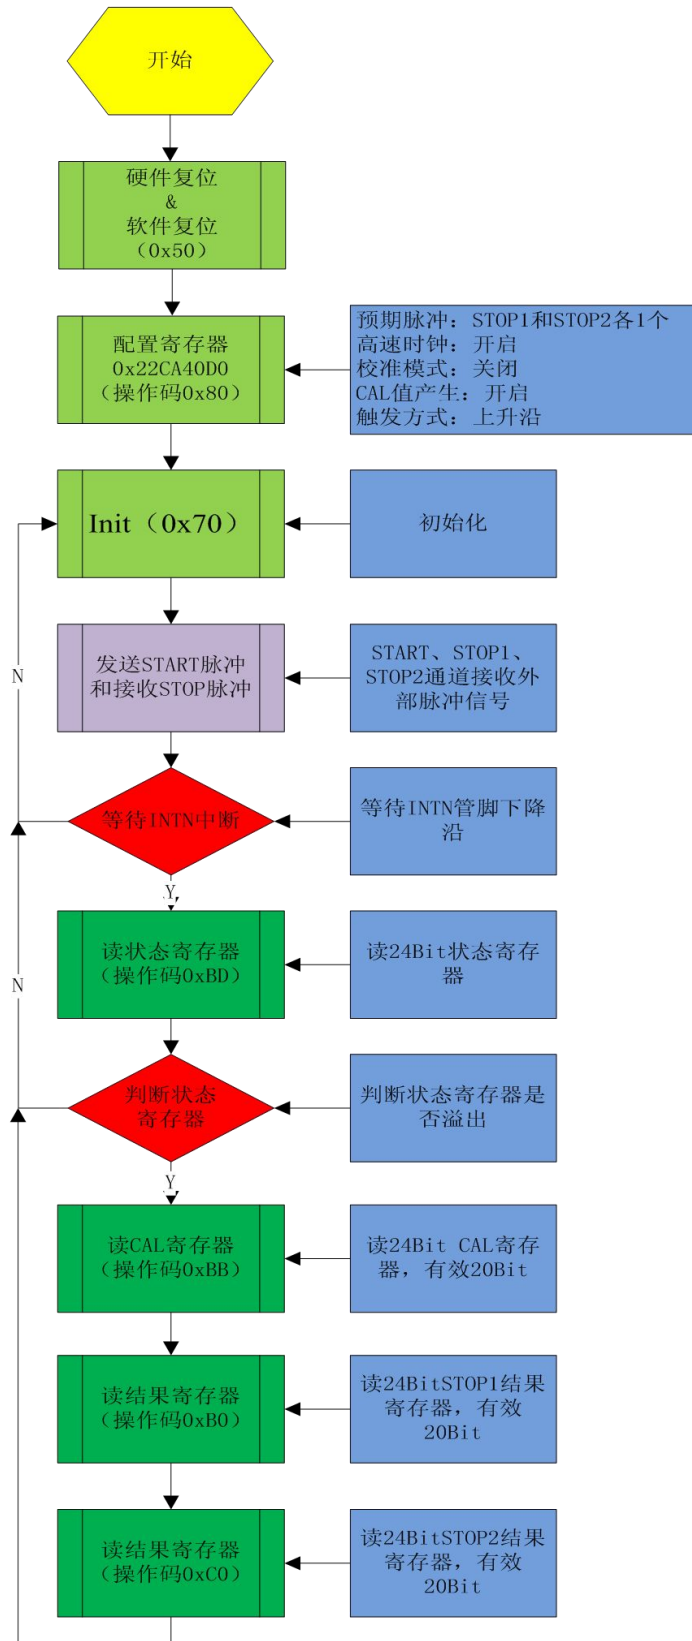 开始
硬件复位
&
软件复位
（0x50）
配置寄存器
0x22CA40D0
（操作码0x80）
预期脉冲：STOP1和STOP2各1个
高速时钟：开启
校准模式：关闭
CAL值产生：开启
触发方式：上升沿
Init（0x70）
初始化
N
发送START脉冲
和接收STOP脉冲
START、STOP1、
STOP2通道接收外
部脉冲信号
等待INTN中断
等待INTN管脚下降
沿
Y
读状态寄存器
（操作码0xBD）
读24Bit状态寄存
器
N
判断状态
寄存器
判断状态寄存器是
否溢出
Y
读CAL寄存器
（操作码0xBB）
读24Bit CAL寄存
器，有效20Bit
读结果寄存器
（操作码0xB0）
读24BitSTOP1结果
寄存器，有效
20Bit
读结果寄存器
（操作码0xC0）
读24BitSTOP2结果
寄存器，有效
20Bit